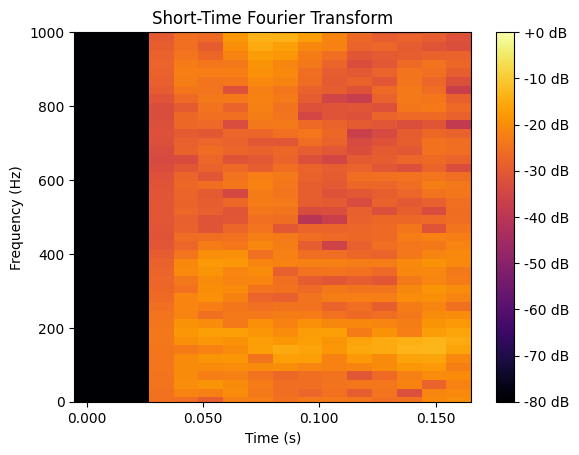 Short-Time Fourier Transform
1000
800
600
400
200
0
Frequency (Hz)
0.000
0.050
0.100
0.150
Time (s)
+0 dB
-10 dB
-20 dB
-30 dB
-40 dB
-50 dB
-60 dB
-70 dB
-80 dB